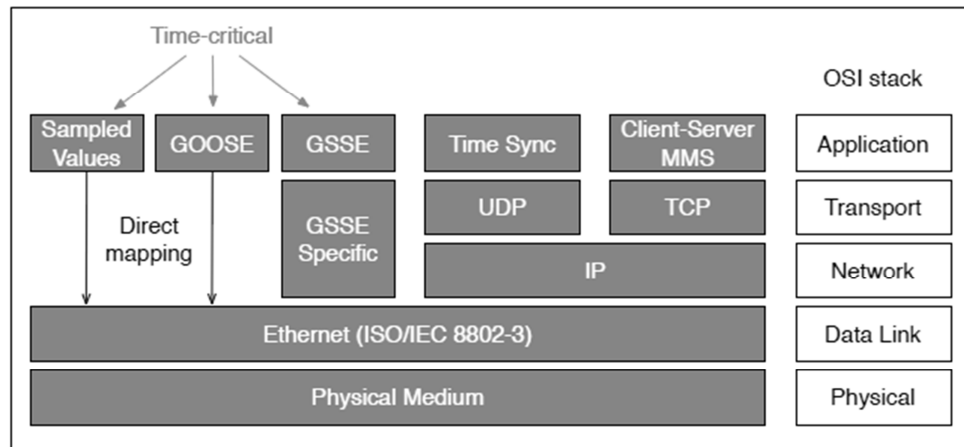 Time-critical
OSI stack
Sampled
Values
GOOSE
GSSE
Time Sync
Client-Server
MMS
Application
Direct
mapping
GSSE
Specific
UDP
TCP
Transport
IP
Network
Ethernet (ISO/IEC 8802-3)
Data Link
Physical Medium
Physical